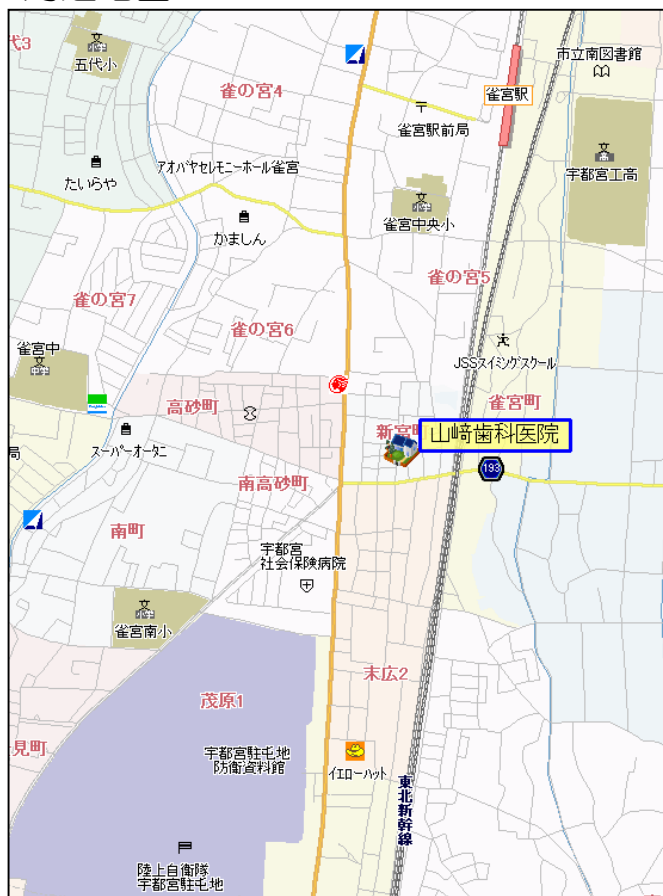 代3
五代小
市立南図書館
雀の宮4
雀宮駅
雀宮駅前局
アオバヤセレモニーホール雀宮
たいらや
宇都宮工高
かましん
雀宮中央小
雀の宮5
雀の宮7
雀の宮6
雀宮中
JSSスイミングスクール
高砂町
雀宮町
新富町
山﨑歯科医院
スーパーオータニ
局
193
南高砂町
南町
宇都宮
社会保険病院
雀宮南小
末広2
茂原1
見町
宇都宮駐屯地
防衛資料館
イエローハット
東北新幹線
陸上自衛隊
宇都宮駐屯地